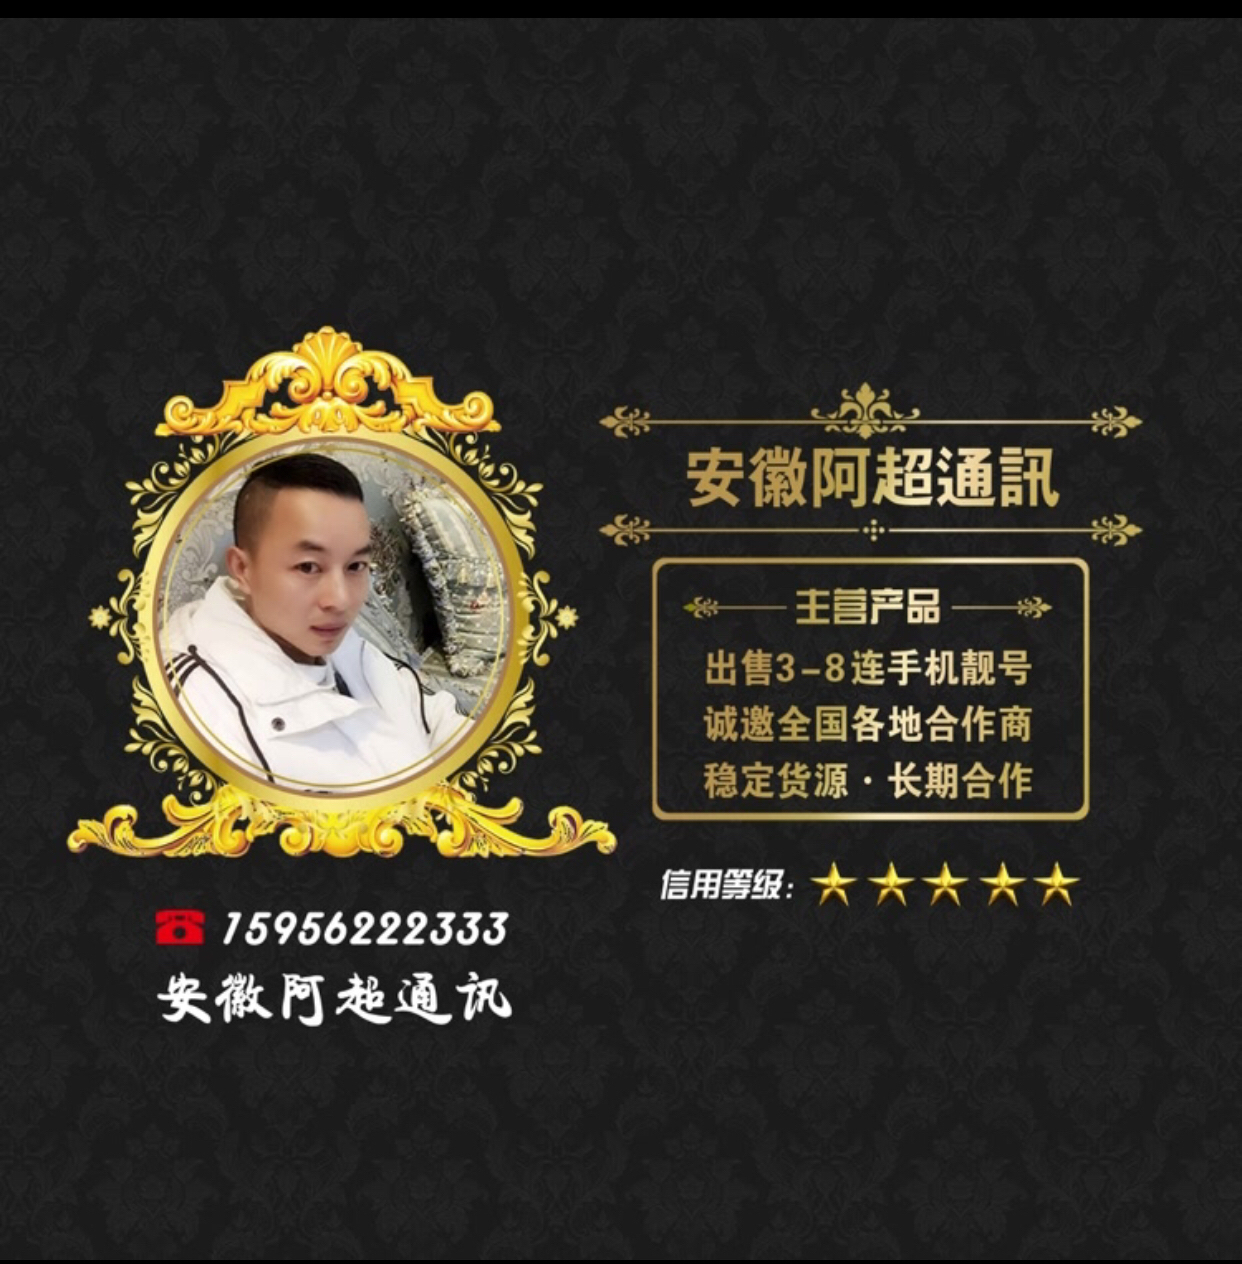 安徽阿超通訊
主营产品
出售3-8连手机靓号
诚邀全国各地合作商
稳定货源·长期合作
信用等级:
15956222333
安徽阿超通讯